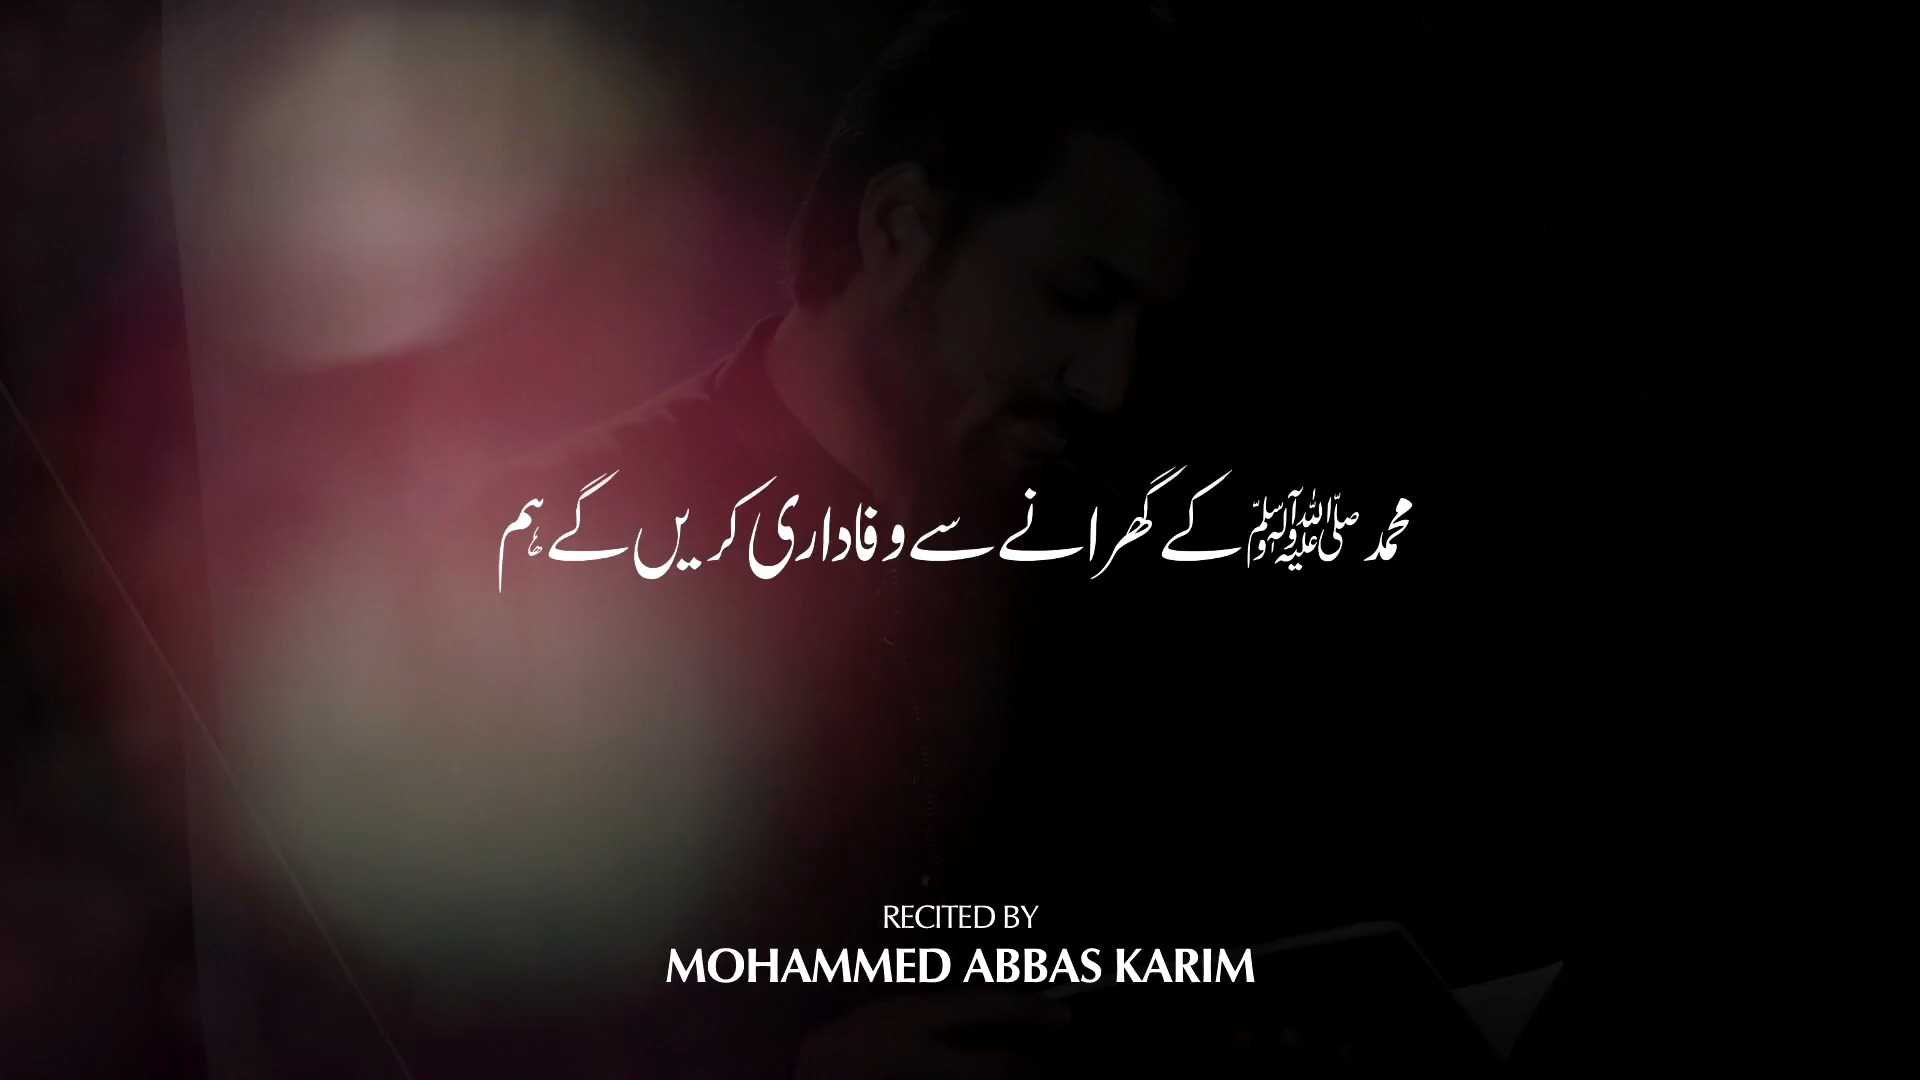 محمد صلی اللہ علیہ وآلہ وسلم کے گھرانے سے وفاداری کریں گے ہم
RECITED BY
MOHAMMED ABBAS KARIM